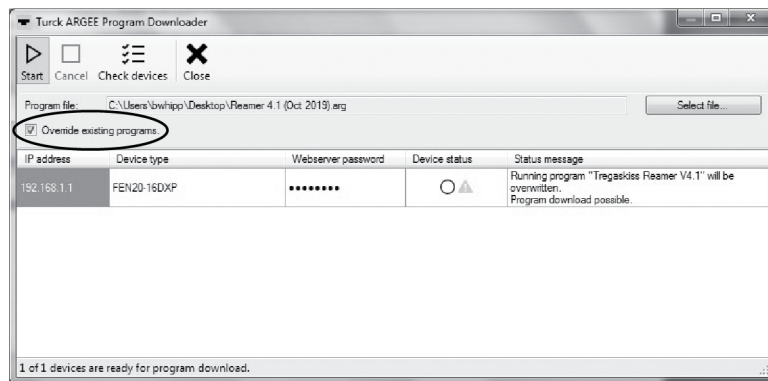 Turck ARGEE Program Downloader
Start Cancel Check devices Close
Program file: C:\Users\bwhipp\Desktop\Reamer 4.1 (Oct 2019).arg Select file...
Override existing programs.
IP address Device type Webserver password Device status Status message
192.168.1.1 FEN20-16DXP ●●●●●●●● Running program "Tregaskiss Reamer V4.1" will be
overwritten.
Program download possible.
1 of 1 devices are ready for program download.